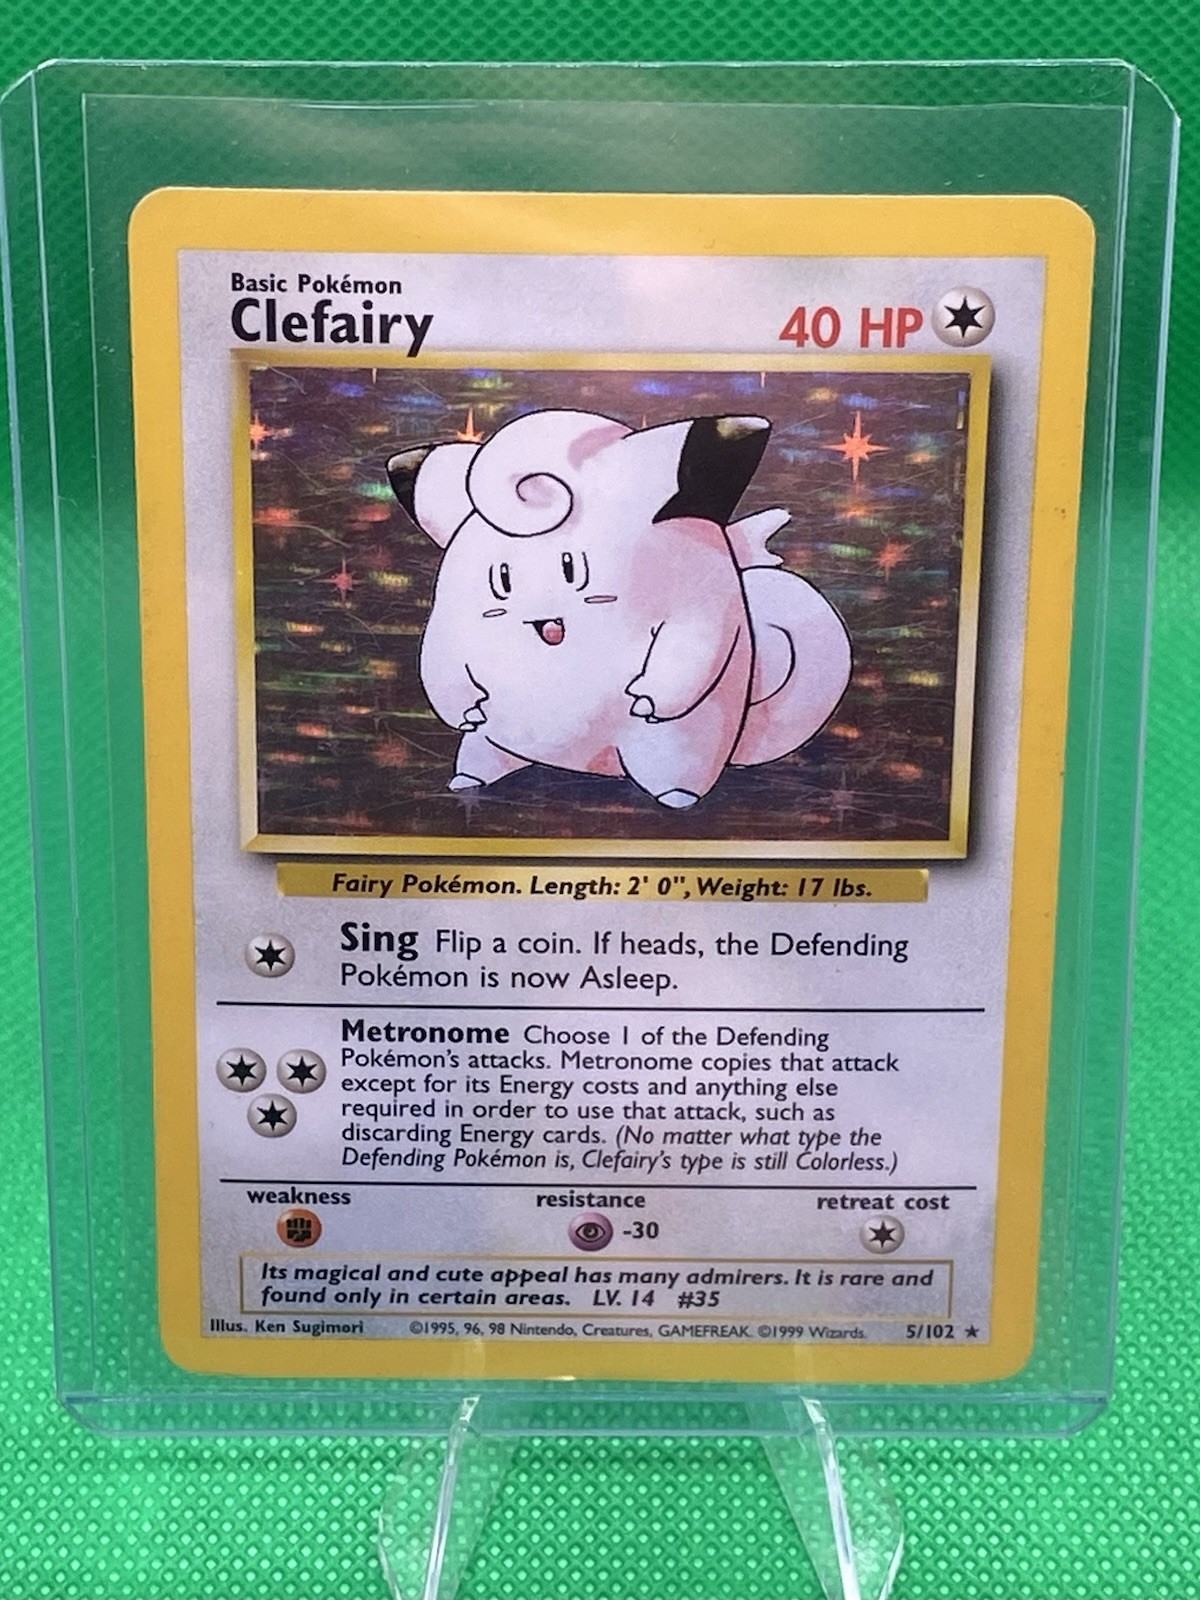 Basic Pokémon
Clefairy
40 HP
Fairy Pokémon. Length: 2' 0", Weight: 17 lbs.
Sing Flip a coin. If heads, the Defending
Pokémon is now Asleep.
Metronome Choose 1 of the Defending
Pokémon's attacks. Metronome copies that attack
except for its Energy costs and anything else
required in order to use that attack, such as
discarding Energy cards. (No matter what type the
Defending Pokémon is, Clefairy's type is still Colorless.)
weakness resistance retreat cost
-30
Its magical and cute appeal has many admirers. It is rare and
found only in certain areas. LV. 14 #35
Illus. Ken Sugimori ©1995, 96, 98 Nintendo, Creatures, GAMEFREAK. ©1999 Wizards. 5/102 ★